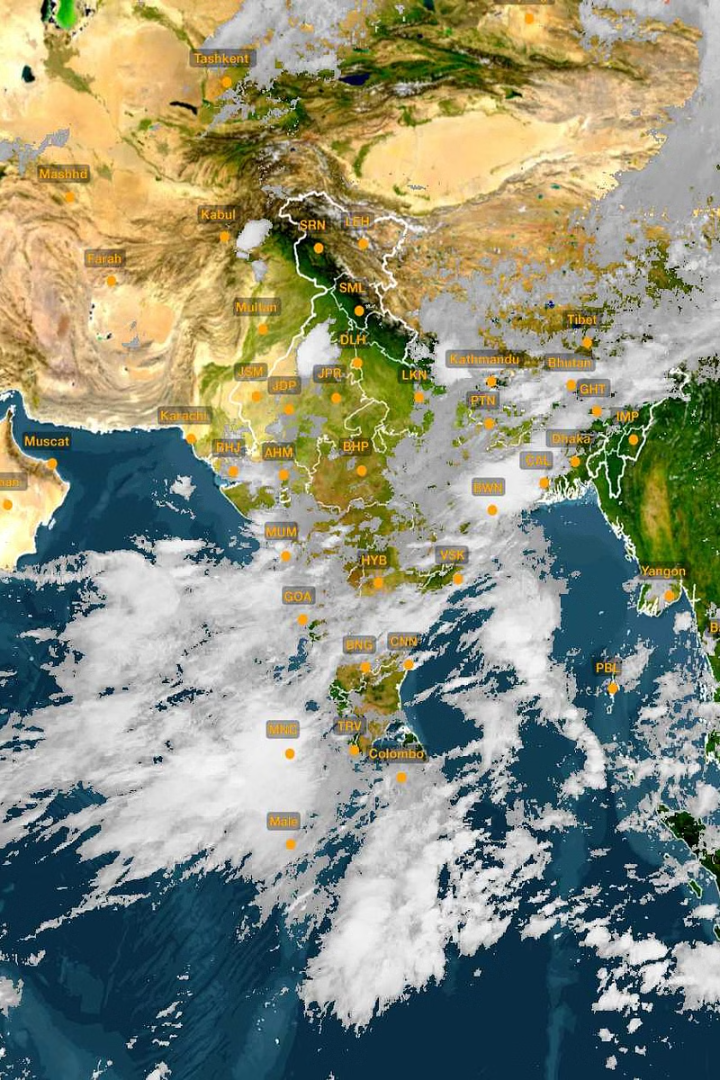 Tashkent
Mashhd
Kabul
SRN
LEH
Farah
SML
Multan
Tibet
DLH
Kathmandu
Bhutan
JSM
JDP
JPR
LKN
GHT
PTN
Karachi
IMP
Muscat
Dhaka
BHJ
AHM
BHP
CAL
BWN
MUM
HYB
VSK
Yangon
GOA
BNG
CNN
PBL
MNC
TRV
Colombo
Male